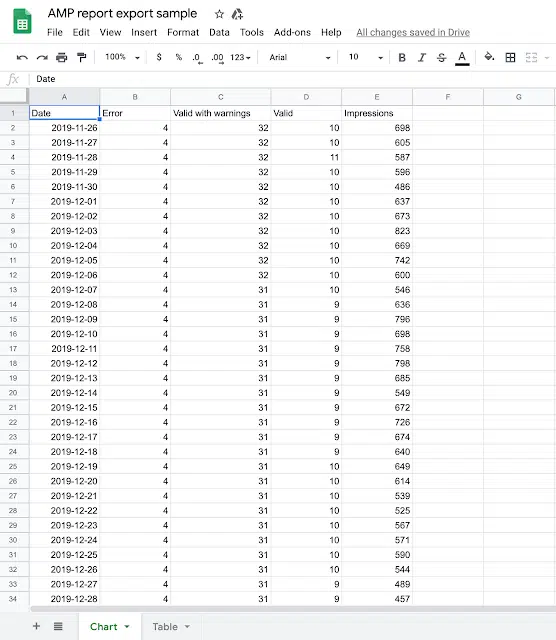 AMP report export sample
File Edit View Insert Format Data Tools Add-ons Help All changes saved in Drive
100% $ % .0 .00 123 Arial 10 B I S A
fx Date
A B C D E F G
1 Date Error Valid with warnings Valid Impressions
2 2019-11-26 4 32 10 698
3 2019-11-27 4 32 10 605
4 2019-11-28 4 32 11 587
5 2019-11-29 4 32 10 596
6 2019-11-30 4 32 10 486
7 2019-12-01 4 32 10 637
8 2019-12-02 4 32 10 673
9 2019-12-03 4 32 10 823
10 2019-12-04 4 32 10 669
11 2019-12-05 4 32 10 742
12 2019-12-06 4 32 10 600
13 2019-12-07 4 31 10 546
14 2019-12-08 4 31 9 636
15 2019-12-09 4 31 9 796
16 2019-12-10 4 31 9 698
17 2019-12-11 4 31 9 758
18 2019-12-12 4 31 9 798
19 2019-12-13 4 31 9 685
20 2019-12-14 4 31 9 549
21 2019-12-15 4 31 9 672
22 2019-12-16 4 31 9 726
23 2019-12-17 4 31 9 674
24 2019-12-18 4 31 9 640
25 2019-12-19 4 31 10 649
26 2019-12-20 4 31 10 614
27 2019-12-21 4 31 10 539
28 2019-12-22 4 31 10 525
29 2019-12-23 4 31 10 567
30 2019-12-24 4 31 10 571
31 2019-12-25 4 31 10 590
32 2019-12-26 4 31 10 544
33 2019-12-27 4 31 9 489
34 2019-12-28 4 31 9 457
+ Chart Table